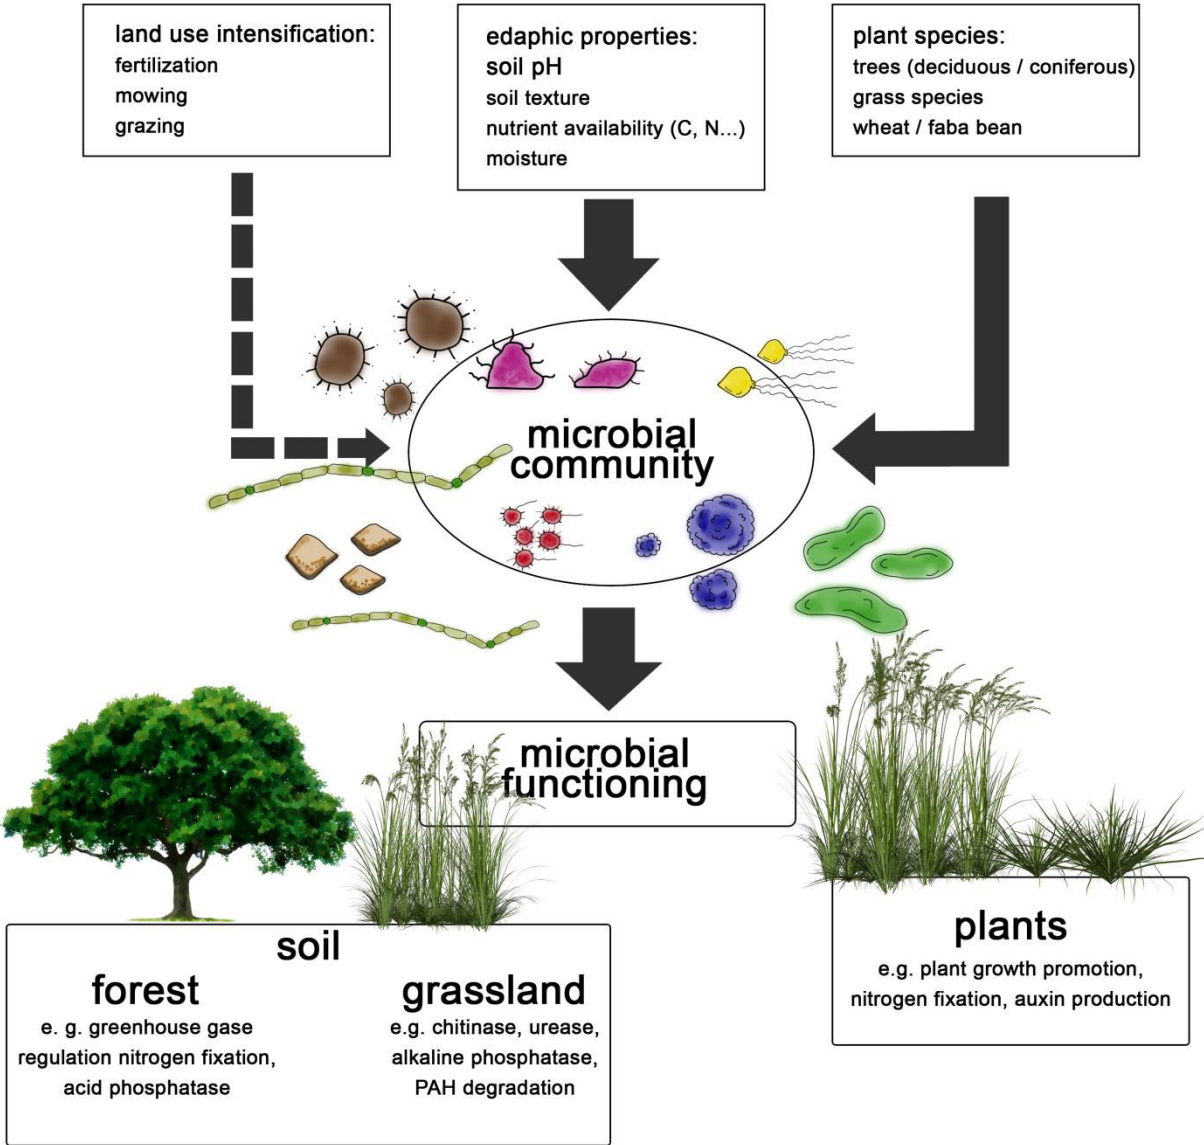 land use intensification:
fertilization
mowing
grazing
edaphic properties:
soil pH
soil texture
nutrient availability (C, N...)
moisture
plant species:
trees (deciduous / coniferous)
grass species
wheat / faba bean
microbial
community
microbial
functioning
soil
forest
e. g. greenhouse gase
regulation nitrogen fixation,
acid phosphatase
grassland
e.g. chitinase, urease,
alkaline phosphatase,
PAH degradation
plants
e.g. plant growth promotion,
nitrogen fixation, auxin production